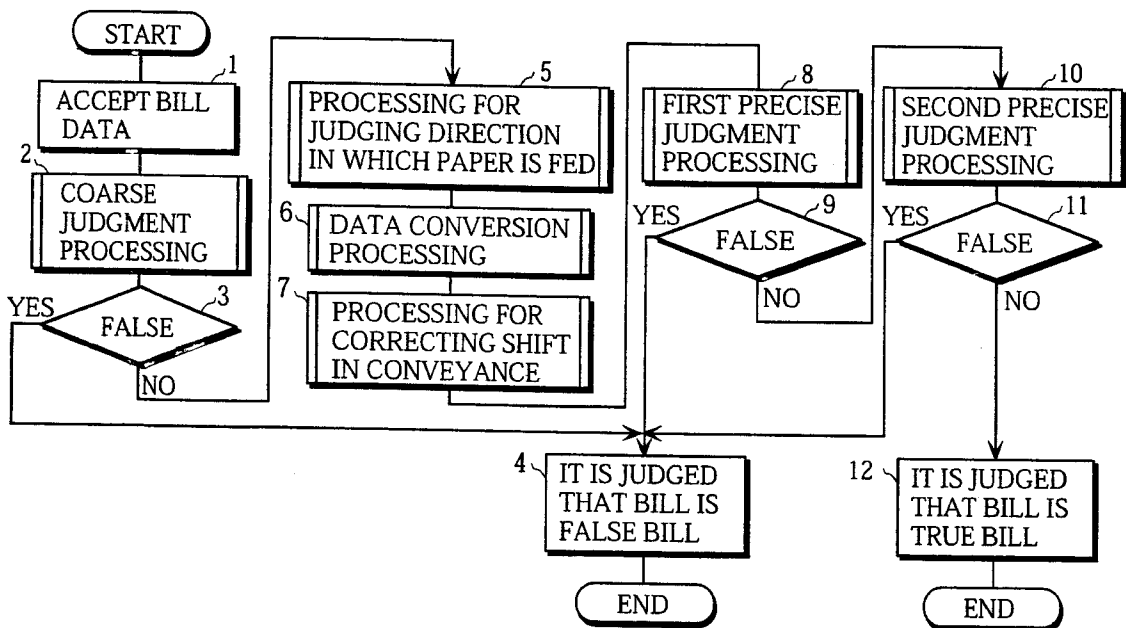 START
1
ACCEPT BILL
DATA
2
COARSE
JUDGMENT
PROCESSING
3
YES
FALSE
NO
5
PROCESSING FOR
JUDGING DIRECTION
IN WHICH PAPER IS FED
6
DATA CONVERSION
PROCESSING
7
PROCESSING FOR
CORRECTING SHIFT
IN CONVEYANCE
8
FIRST PRECISE
JUDGMENT
PROCESSING
9
YES
FALSE
NO
10
SECOND PRECISE
JUDGMENT
PROCESSING
11
YES
FALSE
NO
4
IT IS JUDGED
THAT BILL IS
FALSE BILL
END
12
IT IS JUDGED
THAT BILL IS
TRUE BILL
END